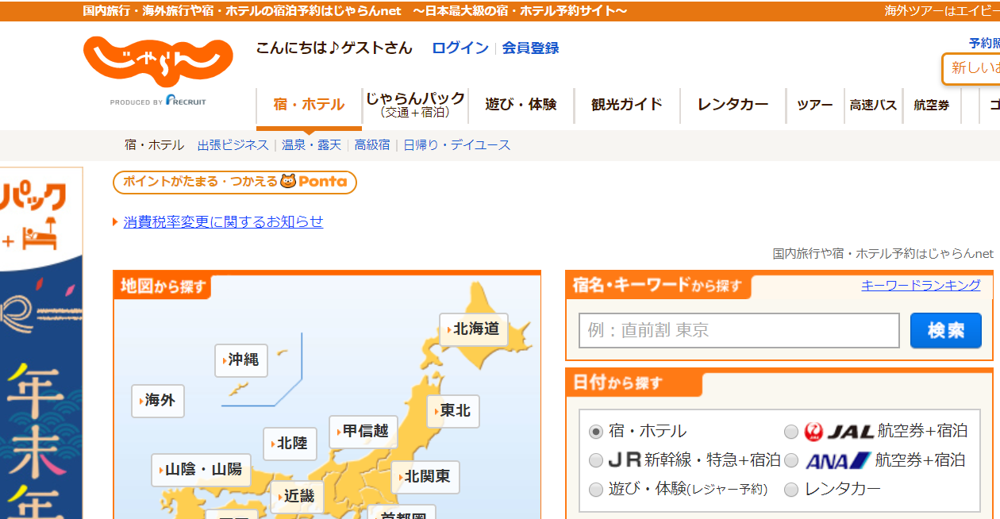 国内旅行・海外旅行や宿・ホテルの宿泊予約はじゃらんnet ～日本最大級の宿・ホテル予約サイト～
海外ツアーはエイビー
じゃらん
PRODUCED BY RECRUIT
こんにちは♪ゲストさん ログイン 会員登録
予約照
新しいお
宿・ホテル
じゃらんパック
(交通＋宿泊)
遊び・体験
観光ガイド
レンタカー
ツアー
高速バス
航空券
ゴ
宿・ホテル 出張ビジネス 温泉・露天 高級宿 日帰り・デイユース
パック
+
年末年
ポイントがたまる・つかえる Ponta
消費税率変更に関するお知らせ
国内旅行や宿・ホテル予約はじゃらんnet
地図から探す
北海道
沖縄
海外
東北
甲信越
北陸
山陰・山陽
北関東
近畿
首都圏
宿名・キーワードから探す
キーワードランキング
例：直前割 東京
検索
日付から探す
宿・ホテル
JAL 航空券+宿泊
JR新幹線・特急+宿泊
ANA 航空券+宿泊
遊び・体験(レジャー予約)
レンタカー